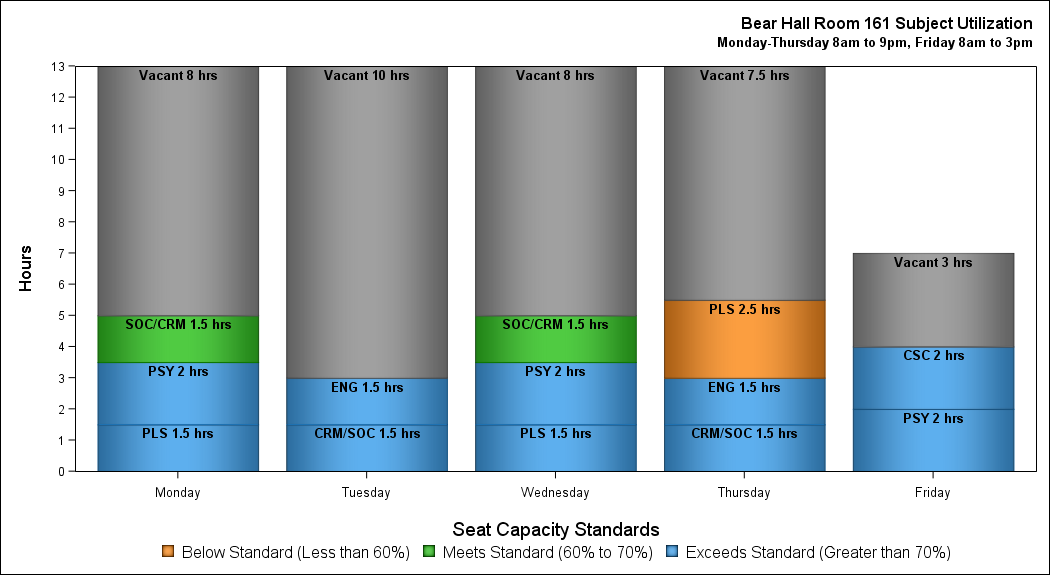 Bear Hall Room 161 Subject Utilization
Monday-Thursday 8am to 9pm, Friday 8am to 3pm
Hours
13
12
11
10
9
8
7
6
5
4
3
2
1
0
Vacant 8 hrs
SOC/CRM 1.5 hrs
PSY 2 hrs
PLS 1.5 hrs
Vacant 10 hrs
ENG 1.5 hrs
CRM/SOC 1.5 hrs
Vacant 8 hrs
SOC/CRM 1.5 hrs
PSY 2 hrs
PLS 1.5 hrs
Vacant 7.5 hrs
PLS 2.5 hrs
ENG 1.5 hrs
CRM/SOC 1.5 hrs
Vacant 3 hrs
CSC 2 hrs
PSY 2 hrs
Monday Tuesday Wednesday Thursday Friday
Seat Capacity Standards
Below Standard (Less than 60%) Meets Standard (60% to 70%) Exceeds Standard (Greater than 70%)